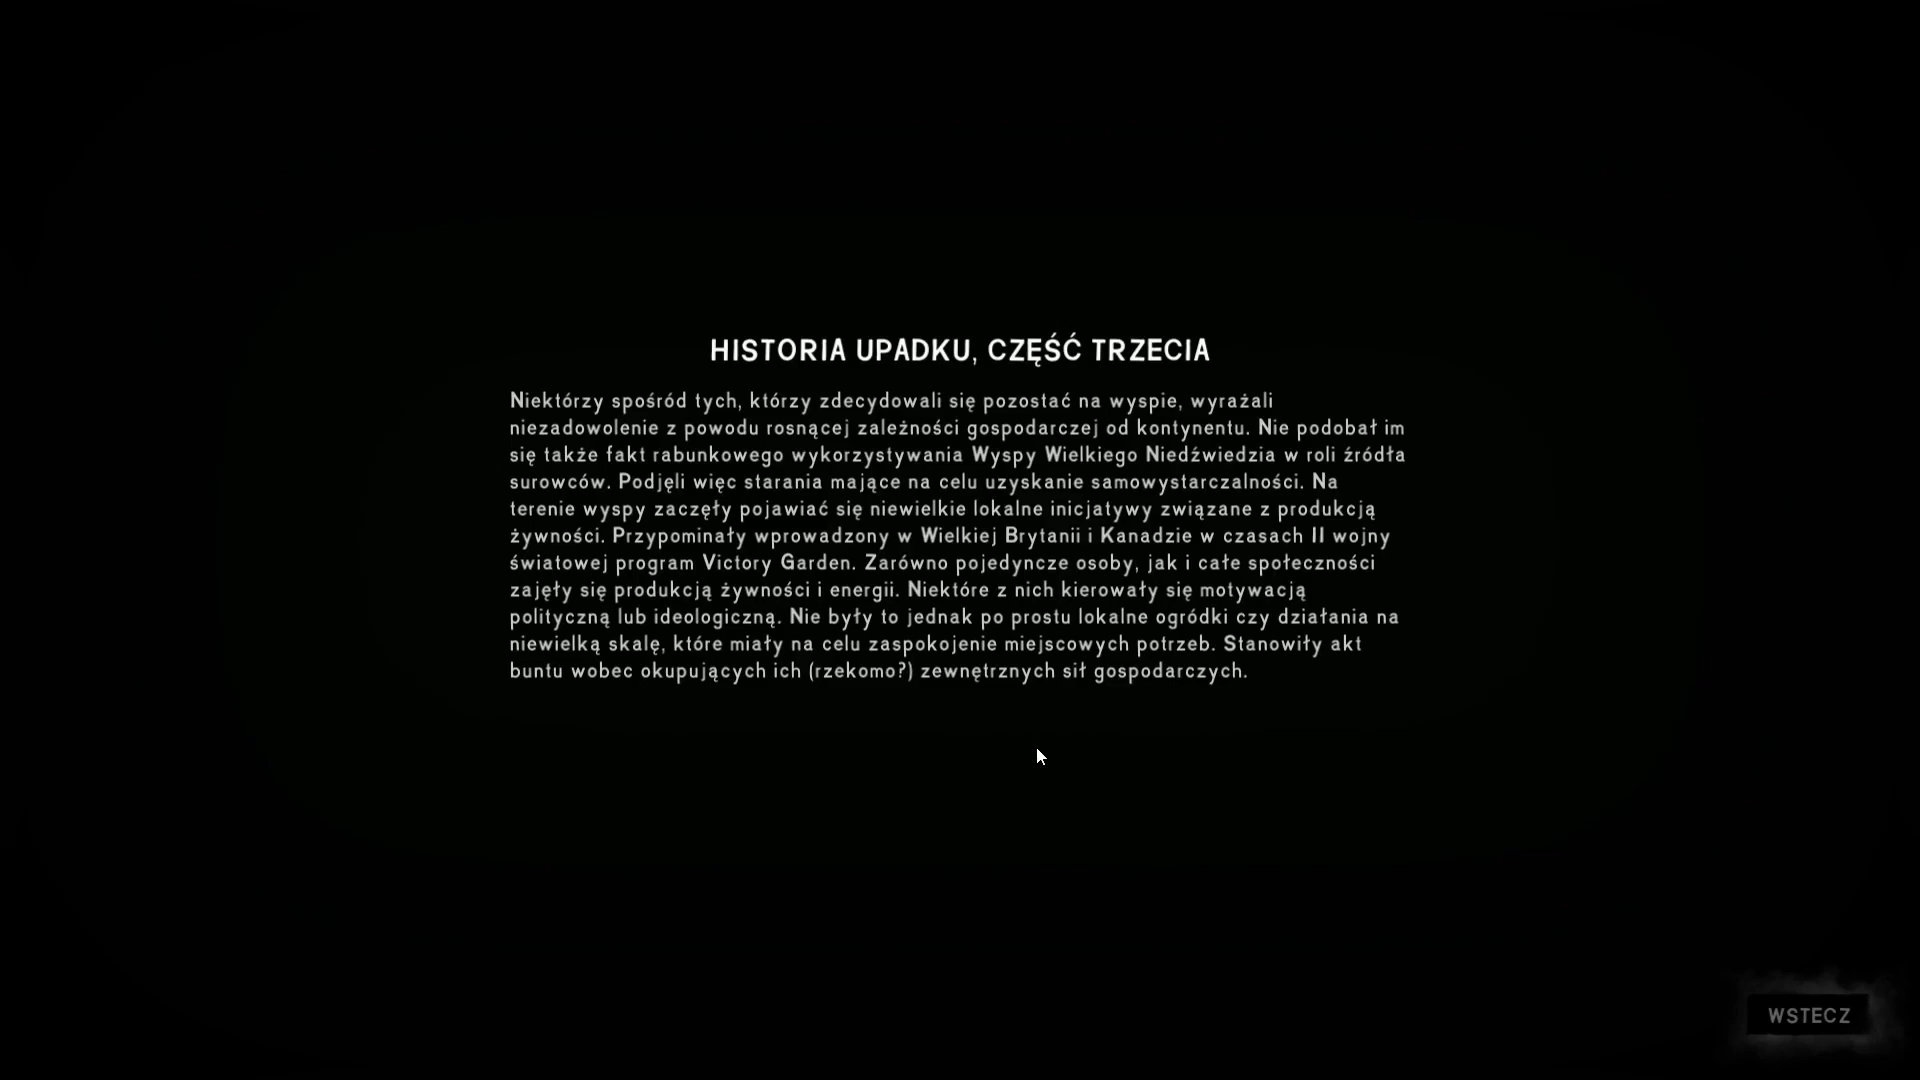 HISTORIA UPADKU, CZĘŚĆ TRZECIA
Niektórzy spośród tych, którzy zdecydowali się pozostać na wyspie, wyrażali
niezadowolenie z powodu rosnącej zależności gospodarczej od kontynentu. Nie podobał im
się także fakt rabunkowego wykorzystywania Wyspy Wielkiego Niedźwiedzia w roli źródła
surowców. Podjęli więc starania mające na celu uzyskanie samowystarczalności. Na
terenie wyspy zaczęły pojawiać się niewielkie lokalne inicjatywy związane z produkcją
żywności. Przypominały wprowadzony w Wielkiej Brytanii i Kanadzie w czasach II wojny
światowej program Victory Garden. Zarówno pojedyncze osoby, jak i całe społeczności
zajęły się produkcją żywności i energii. Niektóre z nich kierowały się motywacją
polityczną lub ideologiczną. Nie były to jednak po prostu lokalne ogródki czy działania na
niewielką skalę, które miały na celu zaspokojenie miejscowych potrzeb. Stanowiły akt
buntu wobec okupujących ich (rzekomo?) zewnętrznych sił gospodarczych.
WSTECZ